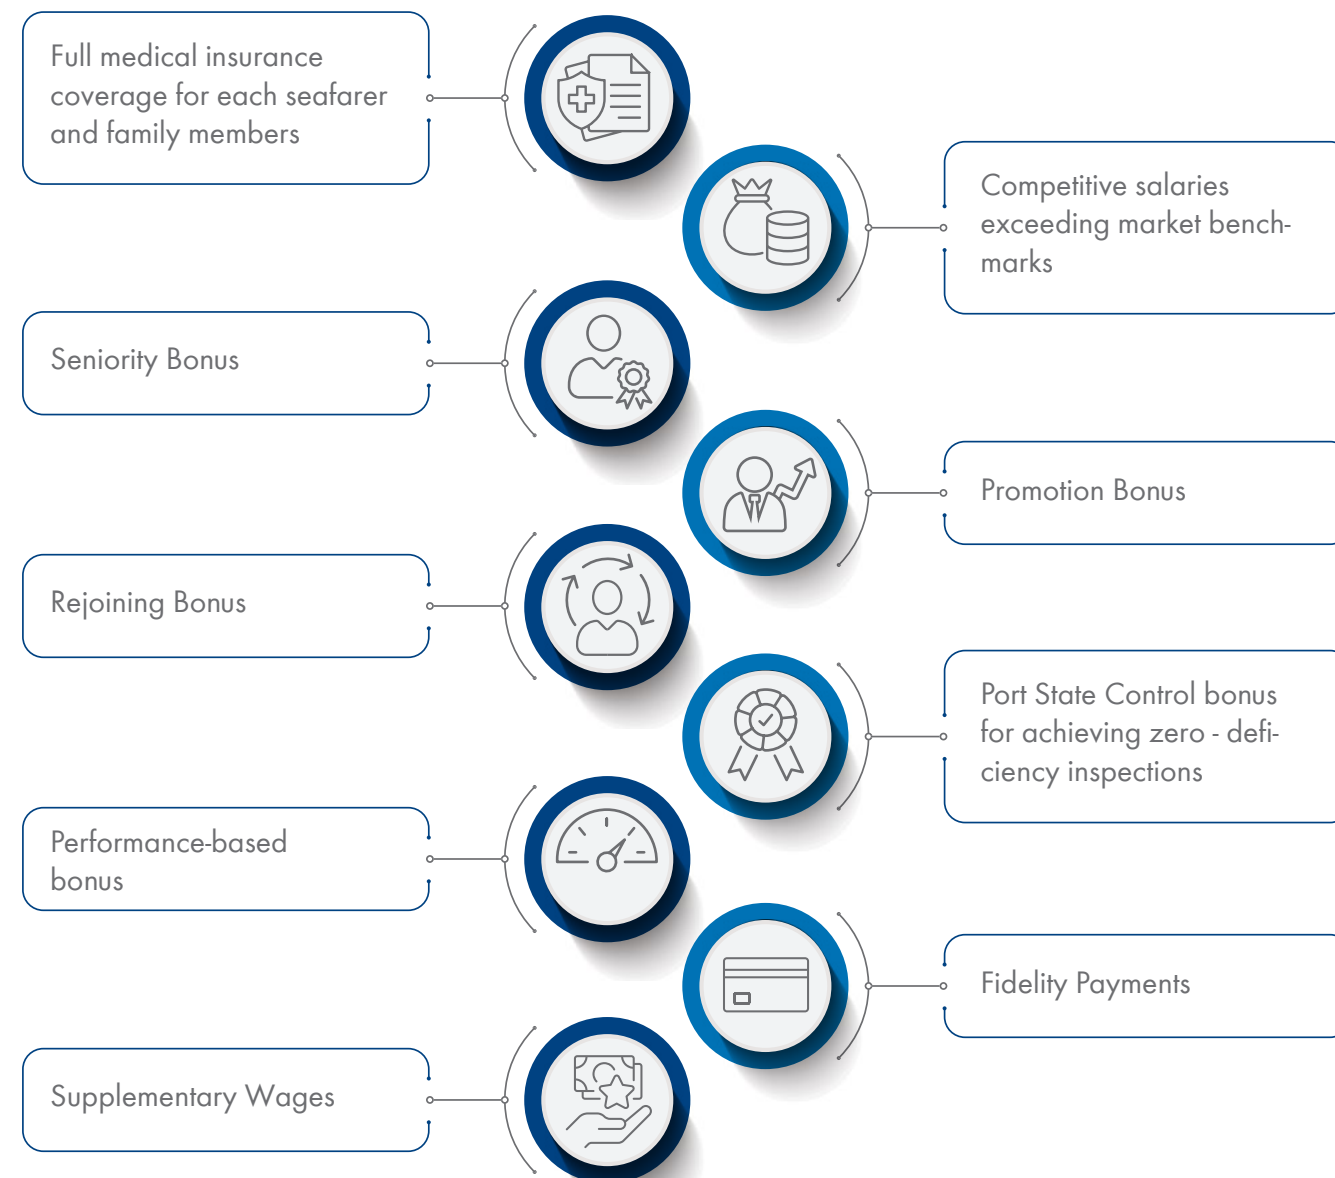 Full medical insurance
coverage for each seafarer
and family members
Competitive salaries
exceeding market bench-
marks
Seniority Bonus
Promotion Bonus
Rejoining Bonus
Port State Control bonus
for achieving zero - defi-
ciency inspections
Performance-based
bonus
Fidelity Payments
Supplementary Wages